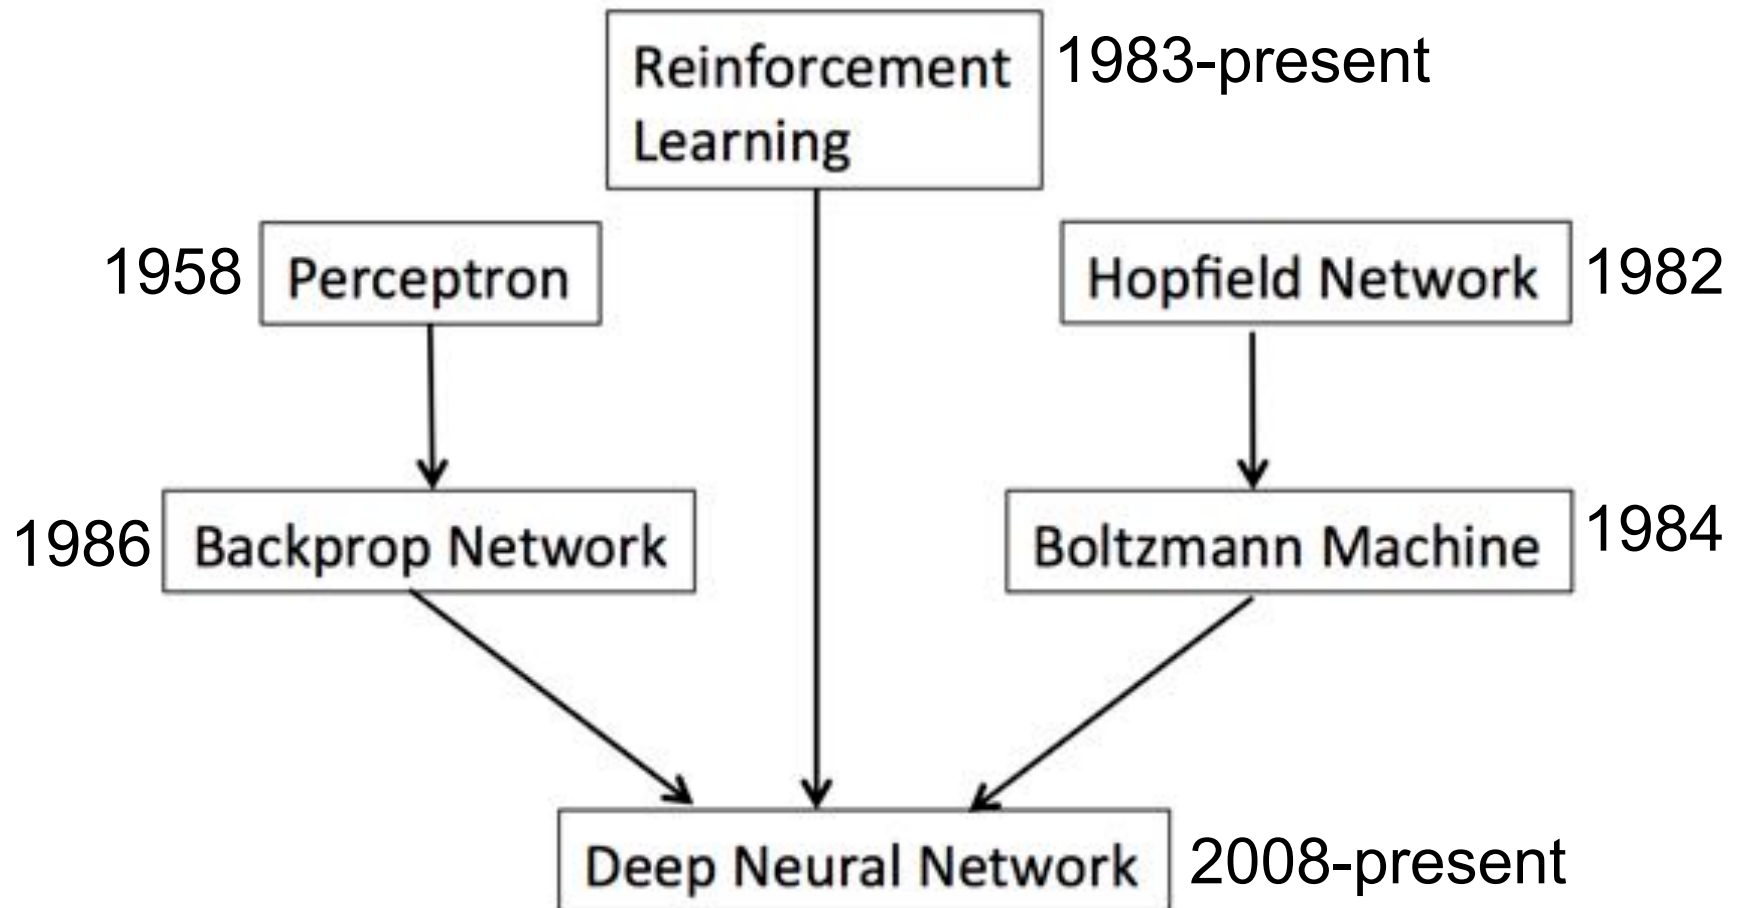 Reinforcement
Learning
1983-present
1958
Perceptron
Hopfield Network
1982
1986
Backprop Network
Boltzmann Machine
1984
Deep Neural Network
2008-present